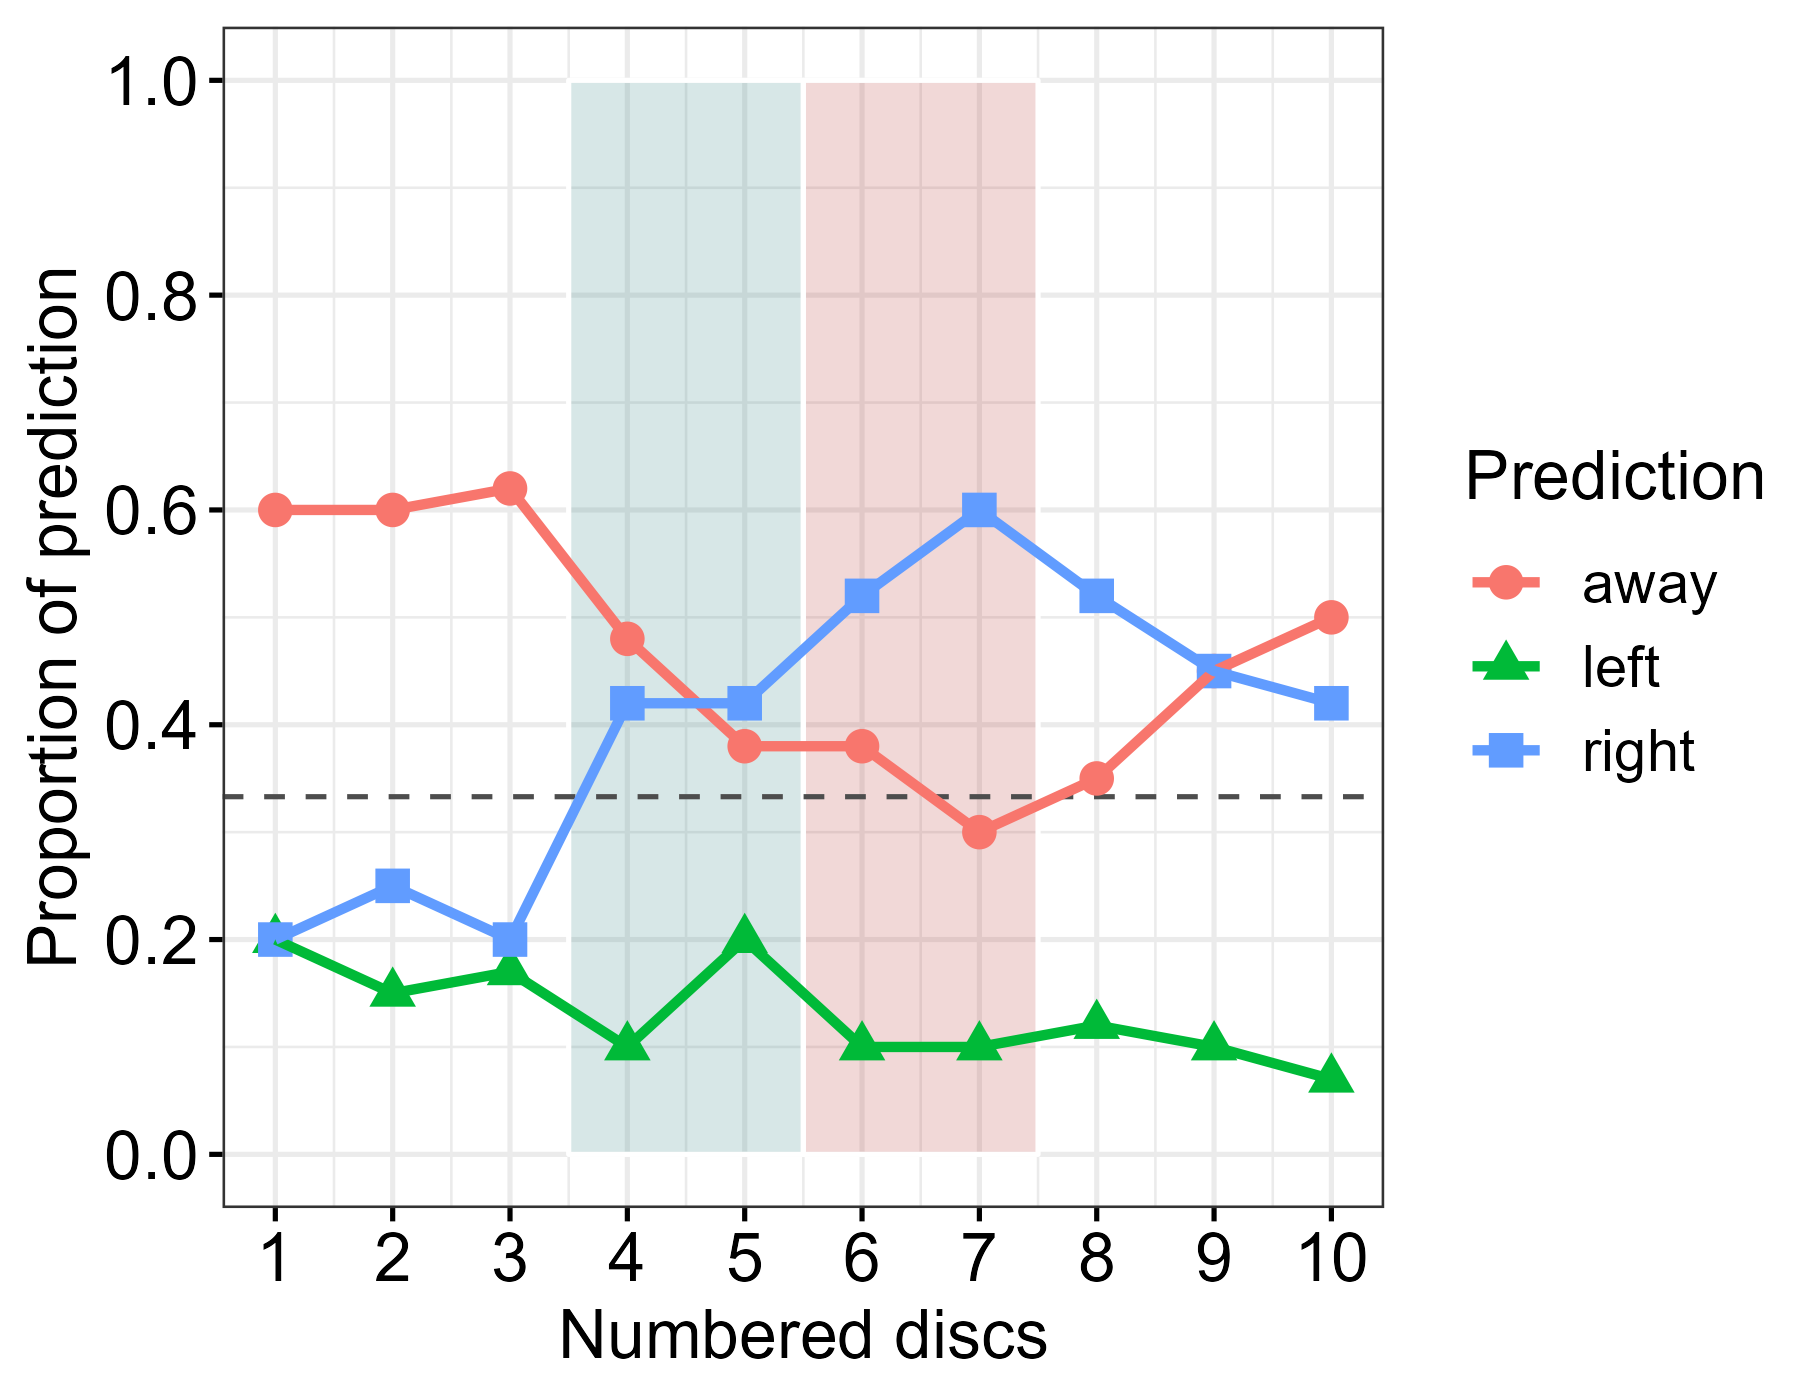 1.0
0.8
0.6
0.4
0.2
0.0
Proportion of prediction
1 2 3 4 5 6 7 8 9 10
Numbered discs
Prediction
away
left
right